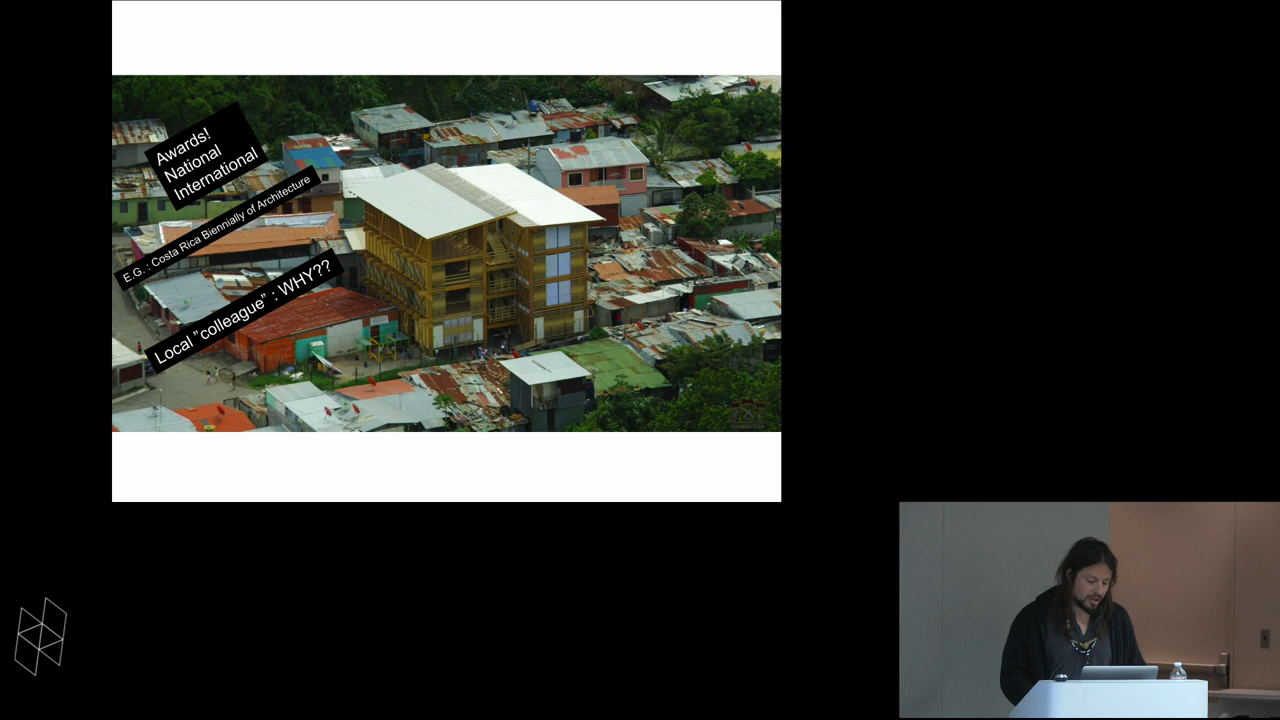 Awards!
National
International
E.G. : Costa Rica Biennially of Architecture
Local "colleague" : WHY??